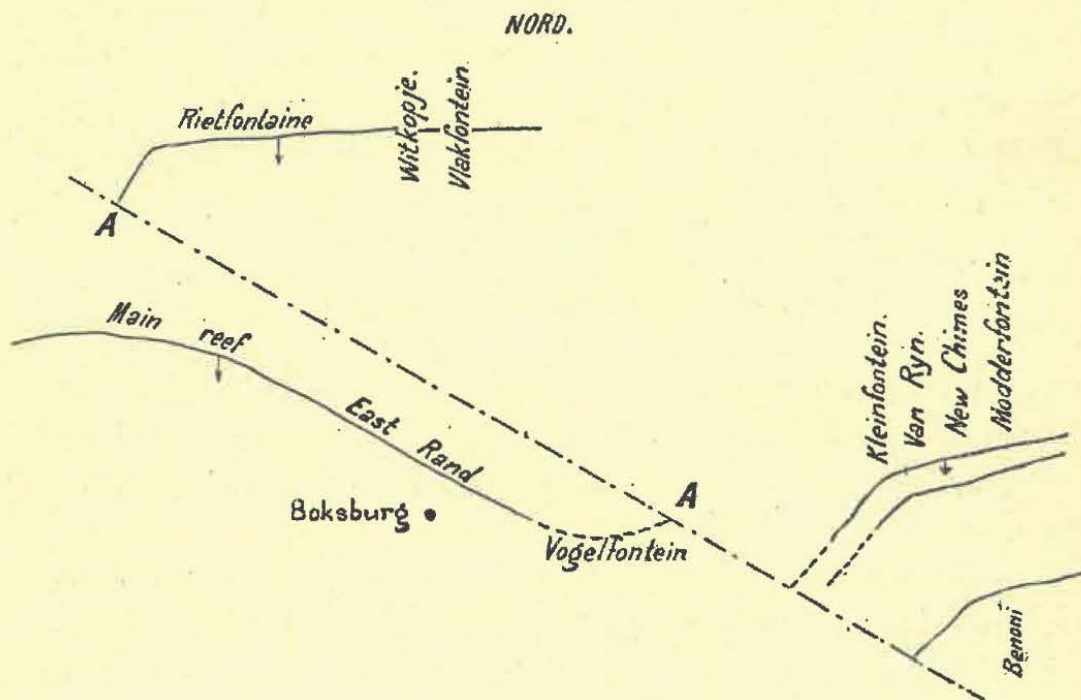 NORD.
Rietfontaine
Witkopje.
Vlakfontein
A
Main reef
East Rand
Boksburg
Vogelfontein
A
Kleinfontein.
Van Ryn.
New Chimes
Modderfontein
Benoni